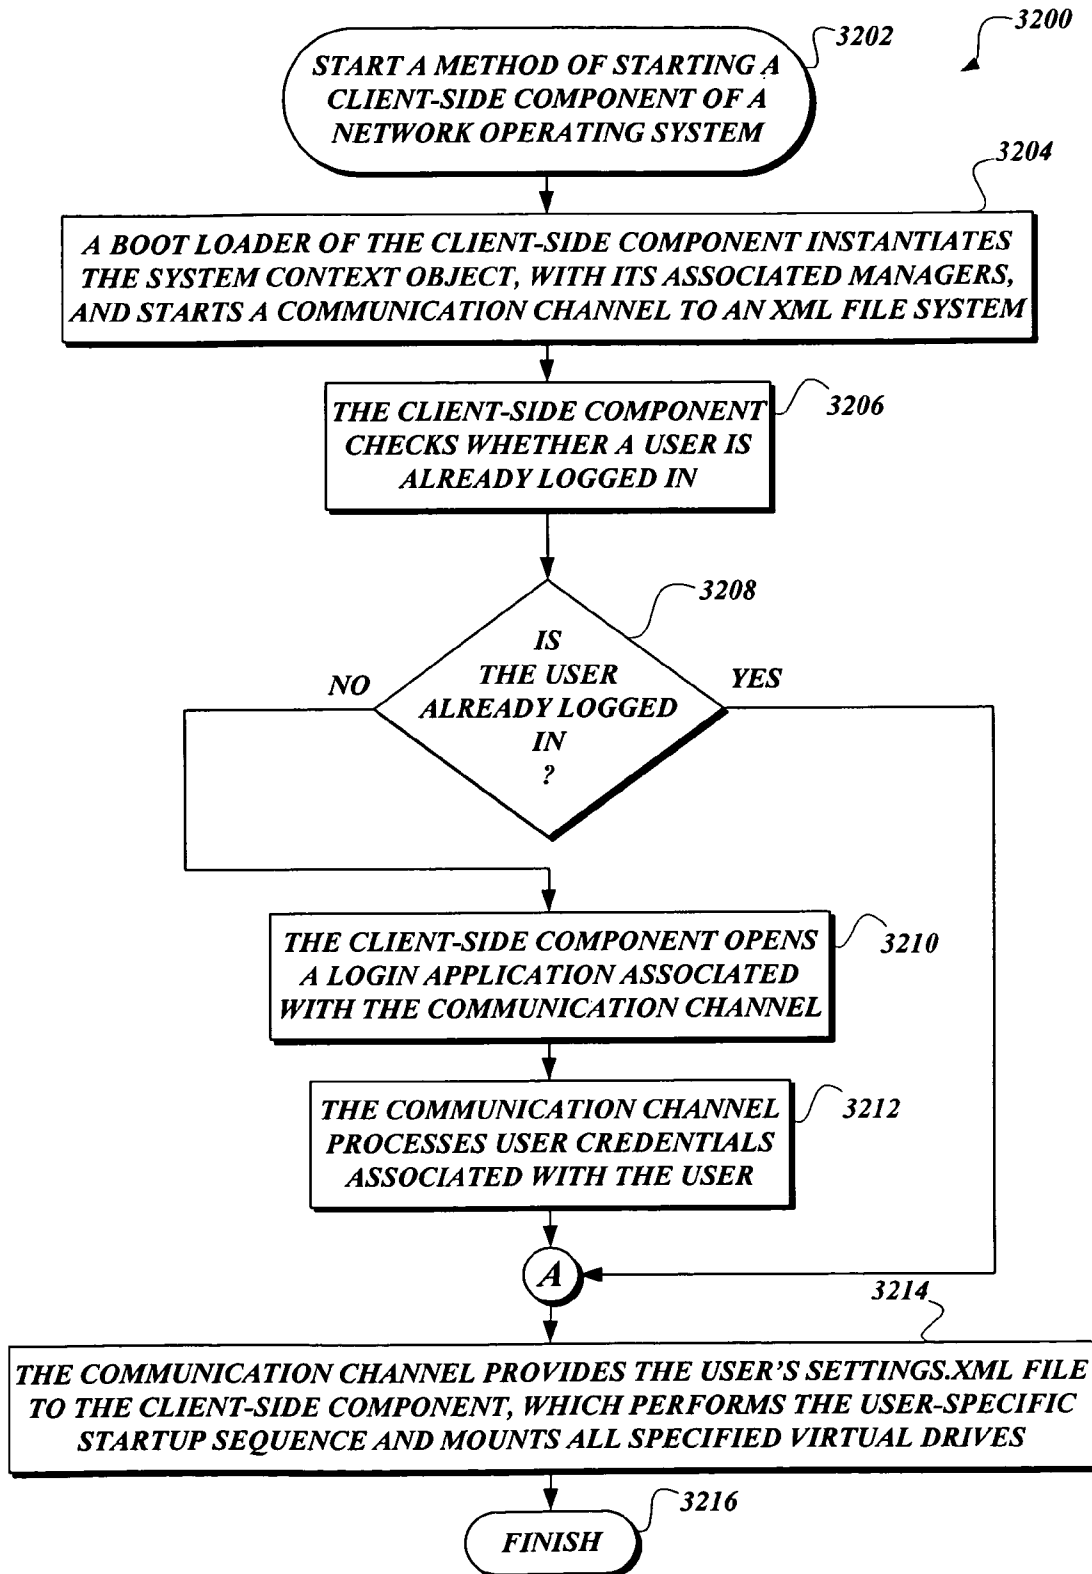 3200
3202
START A METHOD OF STARTING A
CLIENT-SIDE COMPONENT OF A
NETWORK OPERATING SYSTEM
3204
A BOOT LOADER OF THE CLIENT-SIDE COMPONENT INSTANTIATES
THE SYSTEM CONTEXT OBJECT, WITH ITS ASSOCIATED MANAGERS,
AND STARTS A COMMUNICATION CHANNEL TO AN XML FILE SYSTEM
3206
THE CLIENT-SIDE COMPONENT
CHECKS WHETHER A USER IS
ALREADY LOGGED IN
3208
IS
THE USER
ALREADY LOGGED
IN
?
NO
YES
3210
THE CLIENT-SIDE COMPONENT OPENS
A LOGIN APPLICATION ASSOCIATED
WITH THE COMMUNICATION CHANNEL
3212
THE COMMUNICATION CHANNEL
PROCESSES USER CREDENTIALS
ASSOCIATED WITH THE USER
A
3214
THE COMMUNICATION CHANNEL PROVIDES THE USER'S SETTINGS.XML FILE
TO THE CLIENT-SIDE COMPONENT, WHICH PERFORMS THE USER-SPECIFIC
STARTUP SEQUENCE AND MOUNTS ALL SPECIFIED VIRTUAL DRIVES
3216
FINISH